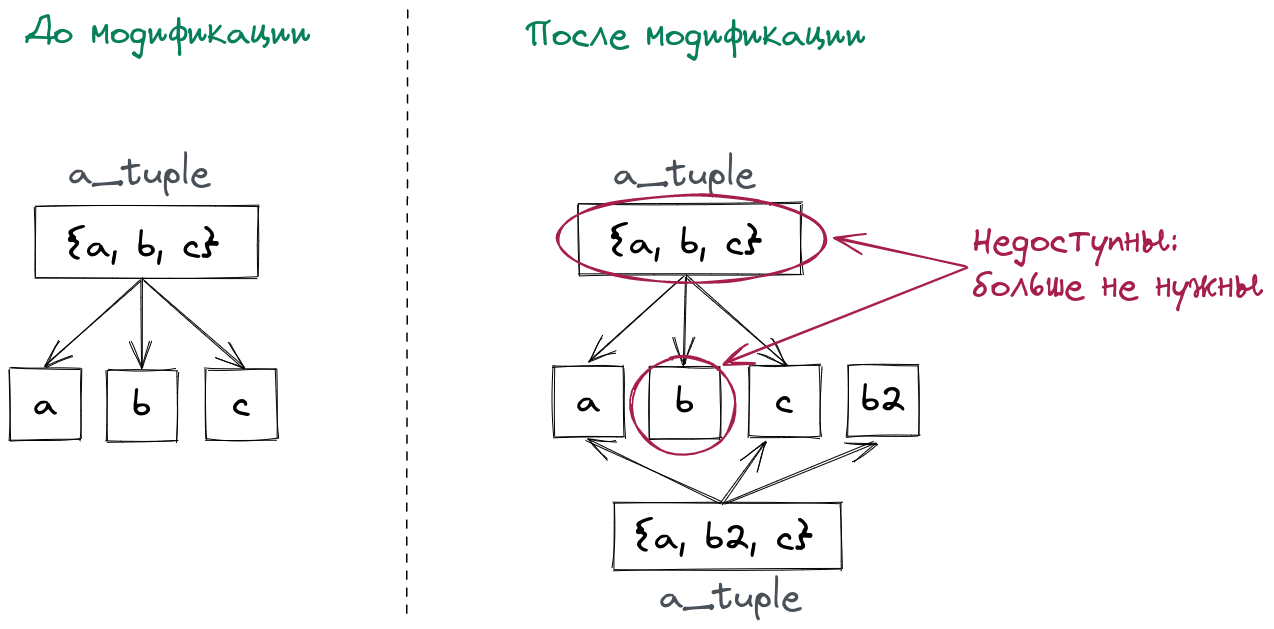 До модификации
После модификации
a_tuple
{a, b, c}
a
b
c
a_tuple
{a, b, c}
Недоступны:
больше не нужны
a
b
c
b2
{a, b2, c}
a_tuple